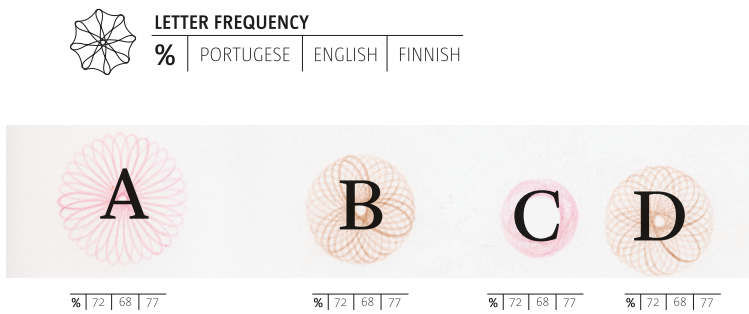 LETTER FREQUENCY
% PORTUGESE ENGLISH FINNISH
A B C D
% 72 68 77 % 72 68 77 % 72 68 77 % 72 68 77